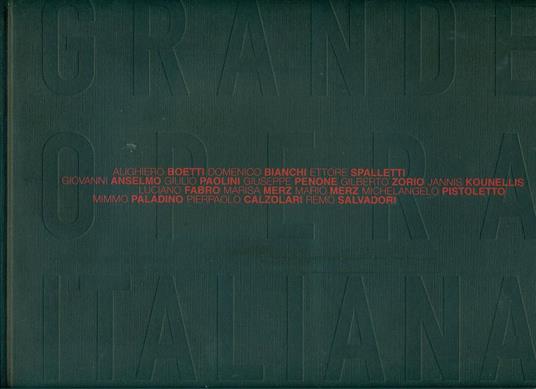 GRANDE
OPERA
ALIGHIERO BOETTI DOMENICO BIANCHI ETTORE SPALLETTI
GIOVANNI ANSELMO GIULIO PAOLINI GIUSEPPE PENONE GILBERTO ZORIO JANNIS KOUNELLIS
LUCIANO FABRO MARISA MERZ MARIO MERZ MICHELANGELO PISTOLETTO
MIMMO PALADINO PIERPAOLO CALZOLARI REMO SALVADORI
ITALIANA